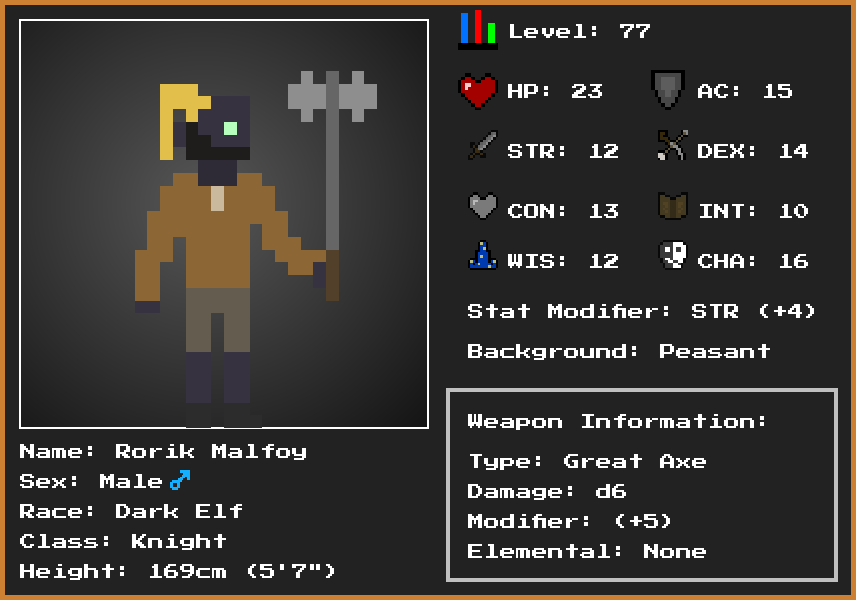 Level: 77
HP: 23 AC: 15
STR: 12 DEX: 14
CON: 13 INT: 10
WIS: 12 CHA: 16
Stat Modifier: STR (+4)
Background: Peasant
Weapon Information:
Type: Great Axe
Damage: d6
Modifier: (+5)
Elemental: None
Name: Rorik Malfoy
Sex: Male ♂
Race: Dark Elf
Class: Knight
Height: 169cm (5'7")